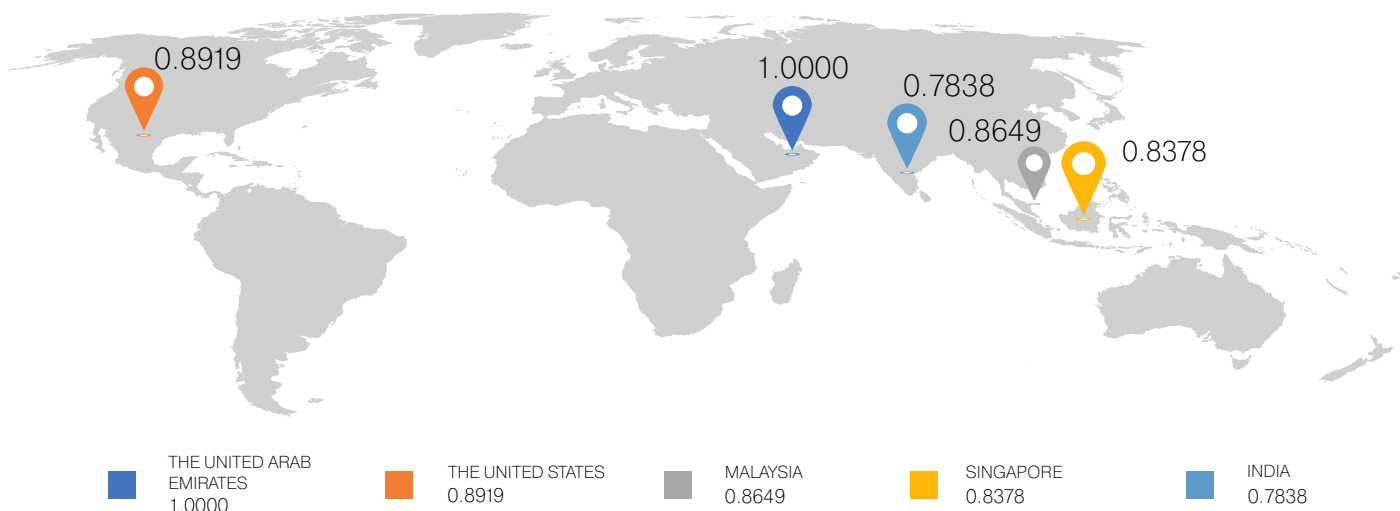 0.8919
1.0000
0.7838
0.8649
0.8378
THE UNITED ARAB
EMIRATES
1.0000
THE UNITED STATES
0.8919
MALAYSIA
0.8649
SINGAPORE
0.8378
INDIA
0.7838